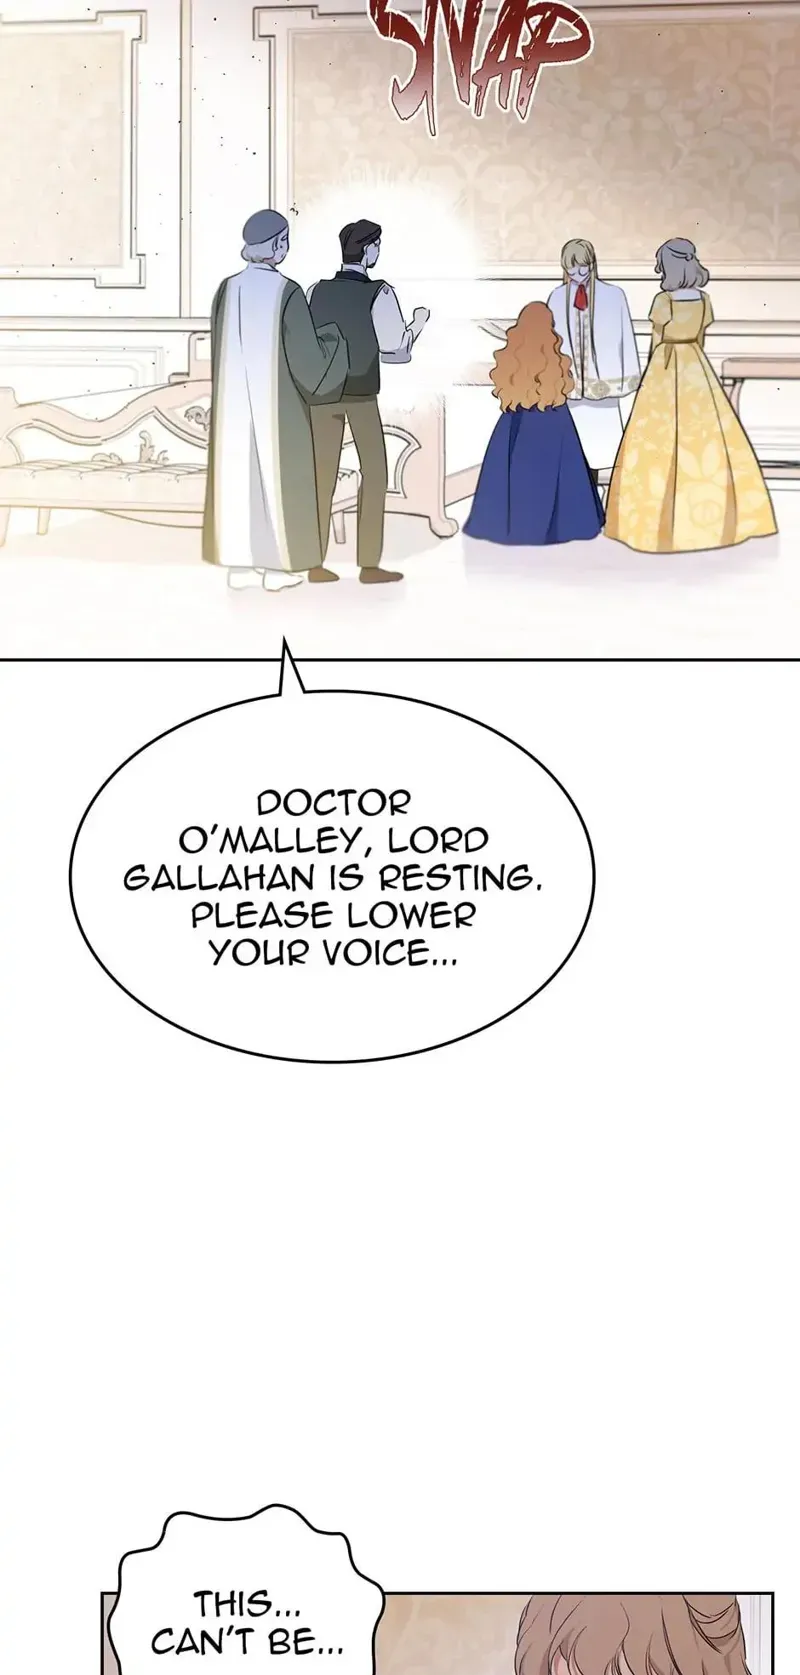 SNAP
DOCTOR
O'MALLEY, LORD
GALLAHAN IS RESTING.
PLEASE LOWER
YOUR VOICE...
THIS...
CAN'T BE...